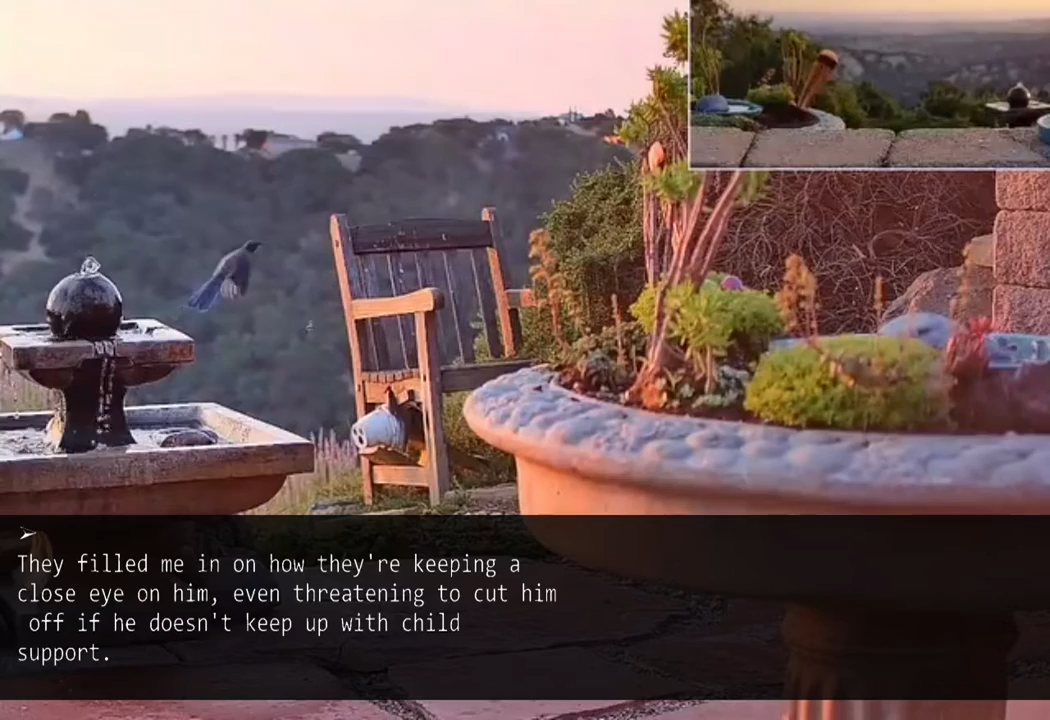 They filled me in on how they're keeping a
close eye on him, even threatening to cut him
off if he doesn't keep up with child
support.